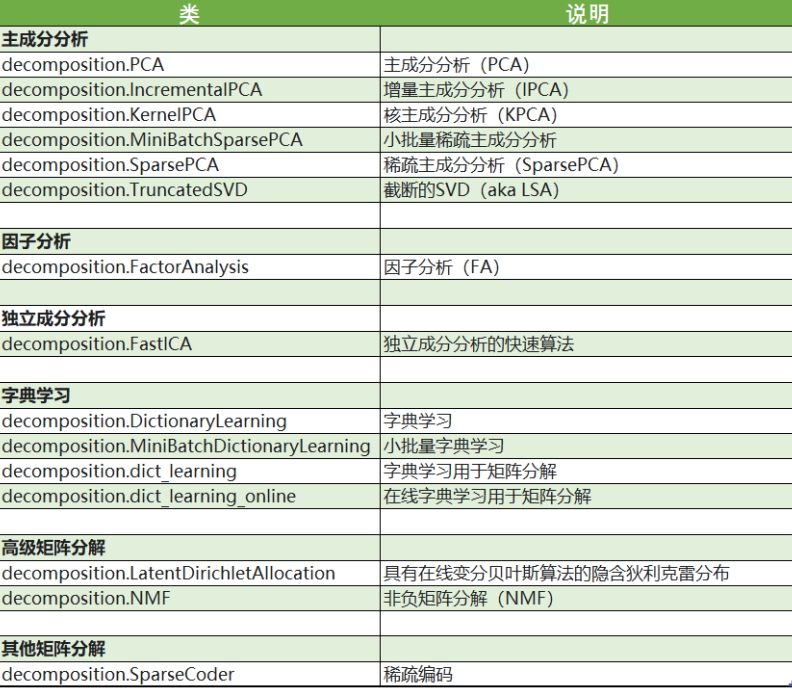 类 说明
主成分分析
decomposition.PCA 主成分分析（PCA）
decomposition.IncrementalPCA 增量主成分分析（IPCA）
decomposition.KernelPCA 核主成分分析（KPCA）
decomposition.MiniBatchSparsePCA 小批量稀疏主成分分析
decomposition.SparsePCA 稀疏主成分分析（SparsePCA）
decomposition.TruncatedSVD 截断的SVD（aka LSA）
因子分析
decomposition.FactorAnalysis 因子分析（FA）
独立成分分析
decomposition.FastICA 独立成分分析的快速算法
字典学习
decomposition.DictionaryLearning 字典学习
decomposition.MiniBatchDictionaryLearning 小批量字典学习
decomposition.dict_learning 字典学习用于矩阵分解
decomposition.dict_learning_online 在线字典学习用于矩阵分解
高级矩阵分解
decomposition.LatentDirichletAllocation 具有在线变分贝叶斯算法的隐含狄利克雷分布
decomposition.NMF 非负矩阵分解（NMF）
其他矩阵分解
decomposition.SparseCoder 稀疏编码